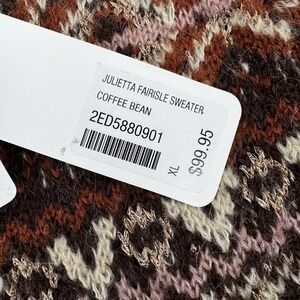 JULIETTA FAIRISLE SWEATER
COFFEE BEAN
2ED5880901
XL
$99.95